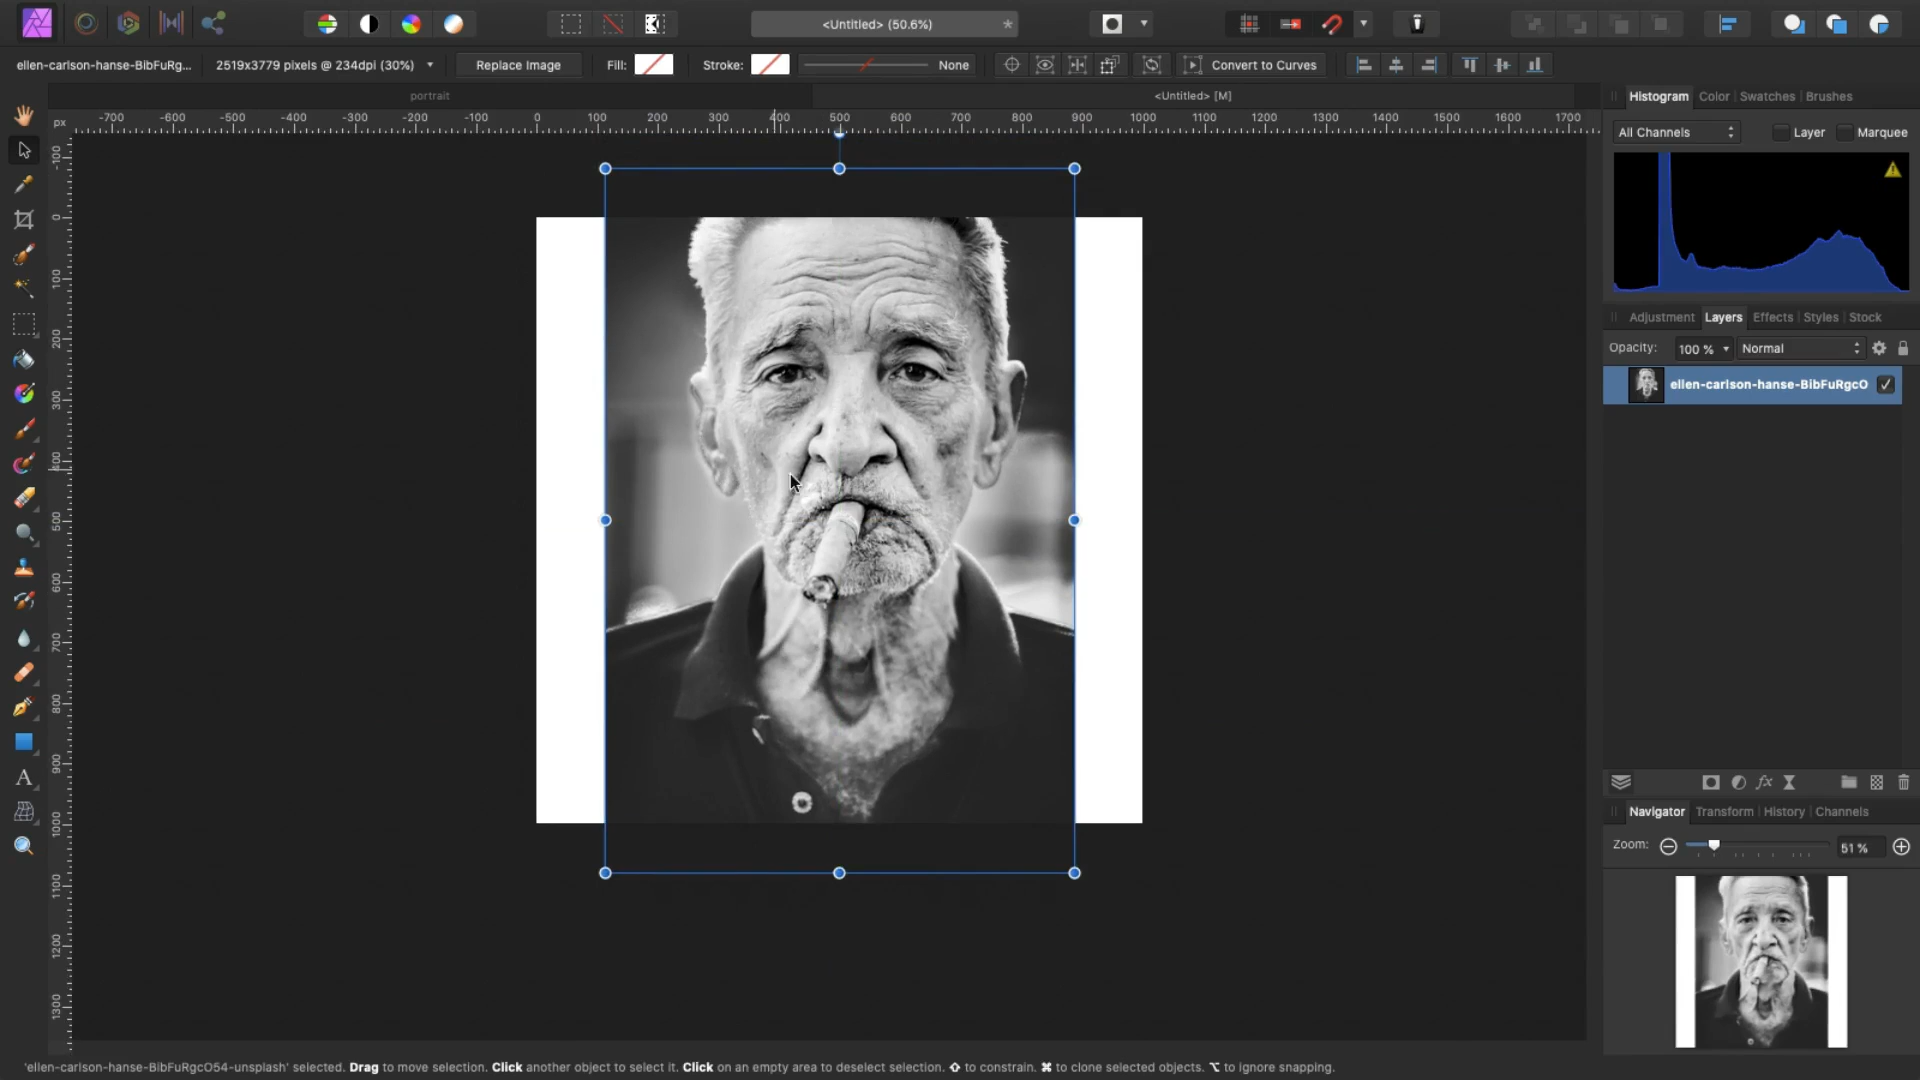 <Untitled> (50.6%)
*
ellen-carlson-hanse-BibFuRg...
2519x3779 pixels @ 234dpi (30%)
Replace Image
Fill:
Stroke:
None
Convert to Curves
portrait
<Untitled> [M]
px
-700
-600
-500
-400
-300
-200
-100
0
100
200
300
400
500
600
700
800
900
1000
1100
1200
1300
1400
1500
1600
1700
-100
0
100
200
300
400
500
600
700
800
900
1000
1100
1200
1300
Histogram
Color
Swatches
Brushes
All Channels
Layer
Marquee
Adjustment
Layers
Effects
Styles
Stock
Opacity:
100 %
Normal
ellen-carlson-hanse-BibFuRgcO
Navigator
Transform
History
Channels
Zoom:
51 %
'ellen-carlson-hanse-BibFuRgcO54-unsplash' selected. Drag to move selection. Click another object to select it. Click on an empty area to deselect selection. ⇧ to constrain. ⌘ to clone selected objects. ⌥ to ignore snapping.